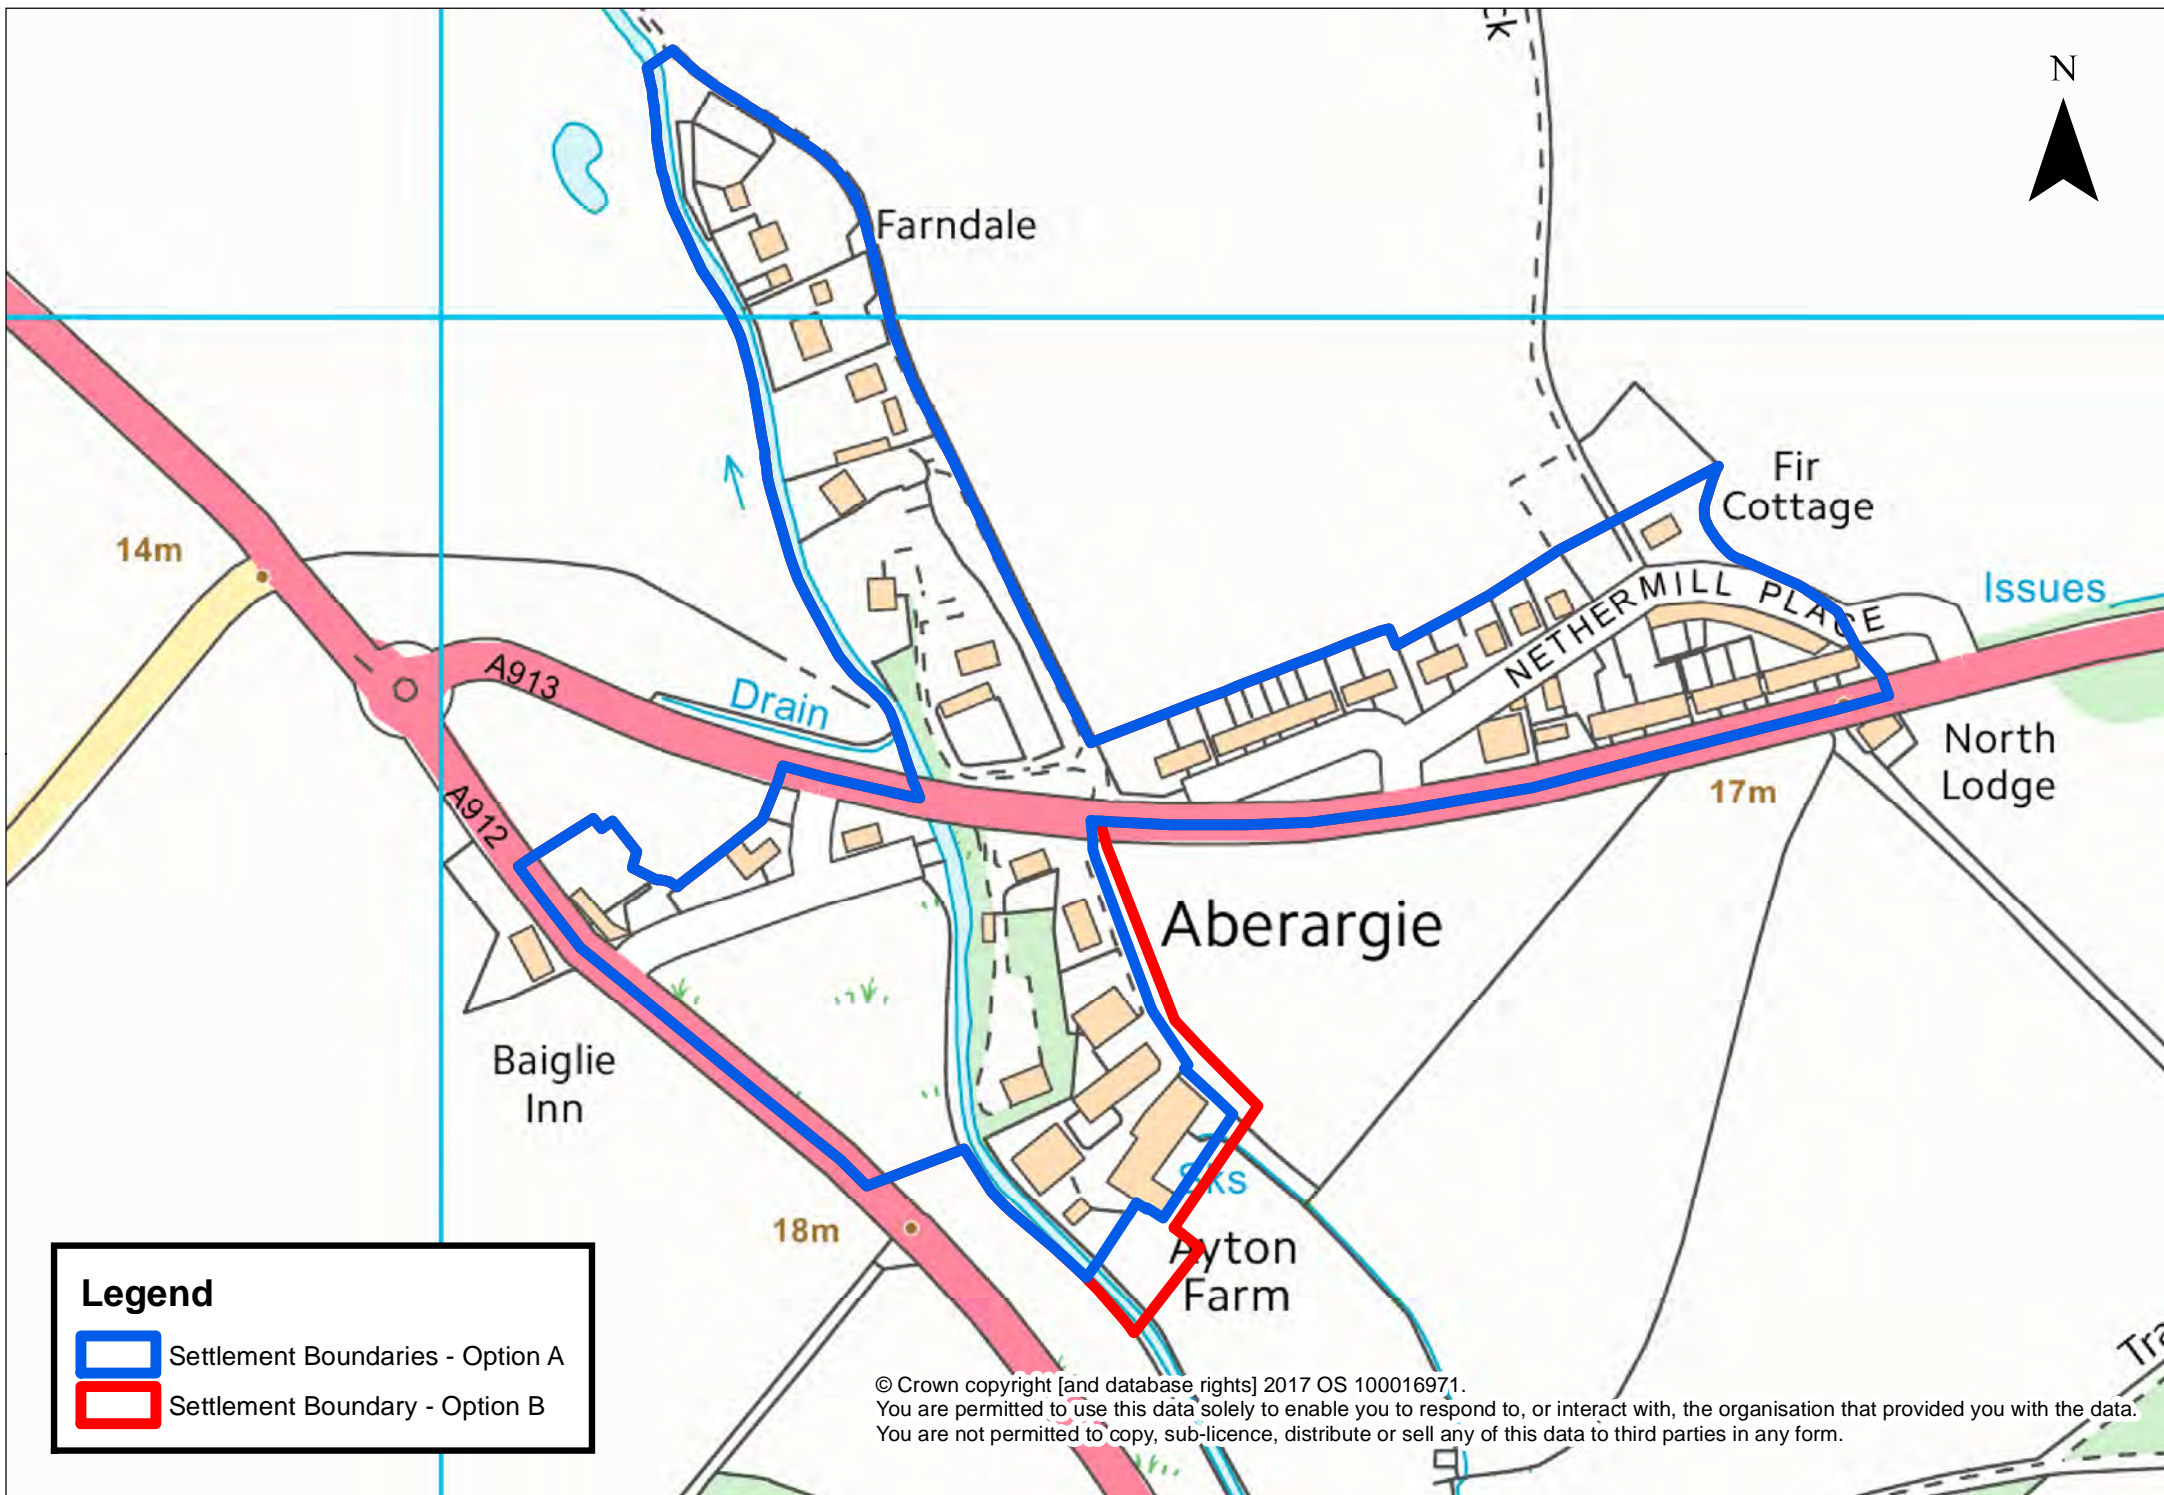 ck
N
Farndale
Fir
Cottage
14m
Issues
NETHERMILL PLACE
A913
Drain
North
Lodge
A912
17m
Aberargie
Baiglie
Inn
Sks
18m
Ayton
Farm
Legend
Settlement Boundaries - Option A
Settlement Boundary - Option B
© Crown copyright [and database rights] 2017 OS 100016971.
You are permitted to use this data solely to enable you to respond to, or interact with, the organisation that provided you with the data.
You are not permitted to copy, sub-licence, distribute or sell any of this data to third parties in any form.
Tra